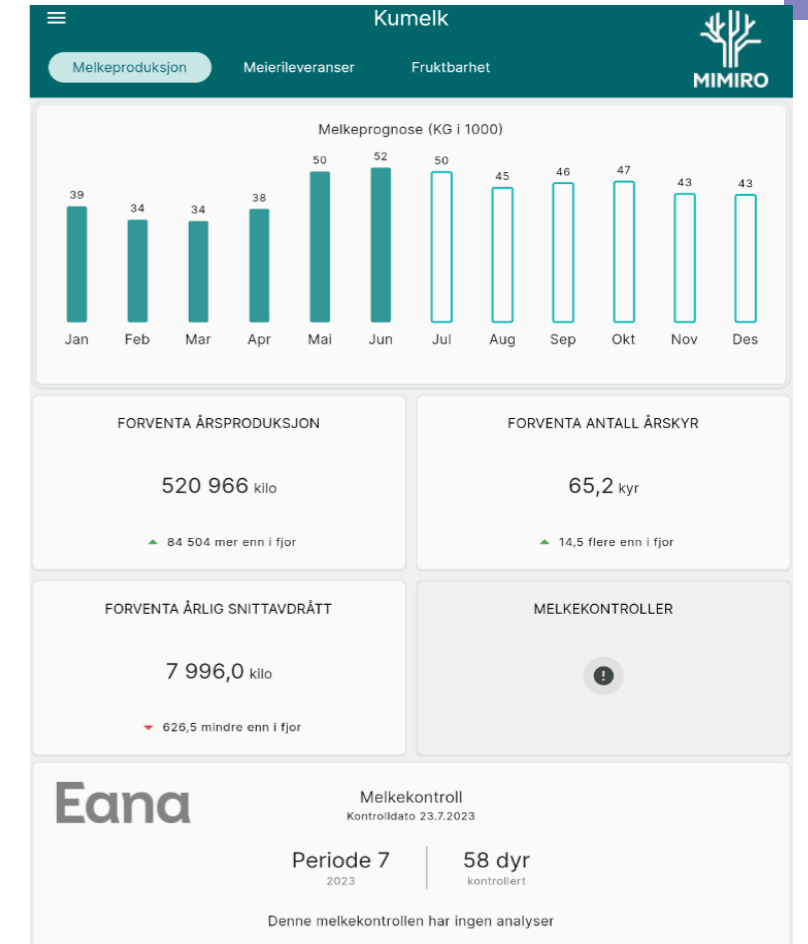 Kumelk
Melkeproduksjon Meierileveranser Fruktbarhet
MIMIRO
Melkeprognose (KG i 1000)
39 34 34 38 50 52 50 45 46 47 43 43
Jan Feb Mar Apr Mai Jun Jul Aug Sep Okt Nov Des
FORVENTA ÅRSPRODUKSJON
520 966 kilo
84 504 mer enn i fjor
FORVENTA ANTALL ÅRSKYR
65,2 kyr
14,5 flere enn i fjor
FORVENTA ÅRLIG SNITTAVDRÅTT
7 996,0 kilo
626,5 mindre enn i fjor
MELKEKONTROLLER
Eana
Melkekontroll
Kontrolldato 23.7.2023
Periode 7
2023
58 dyr
kontrollert
Denne melkekontrollen har ingen analyser